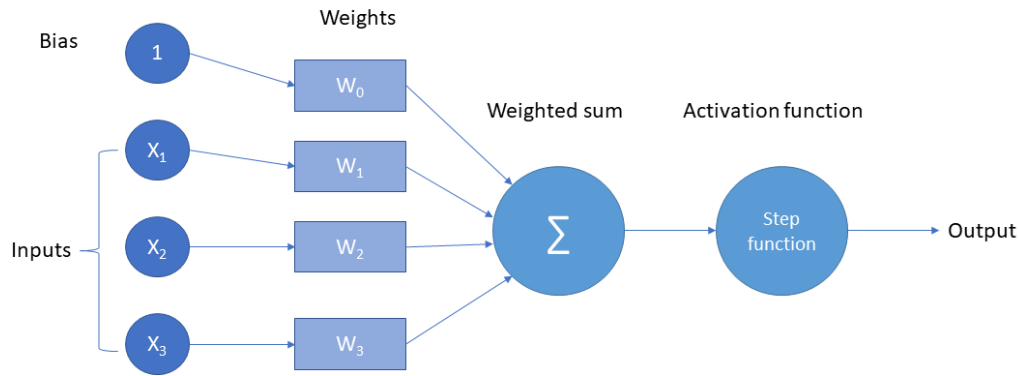 Weights
Bias
1
W₀
Weighted sum
Activation function
X₁
W₁
Inputs
X₂
W₂
∑
Step
function
Output
X₃
W₃